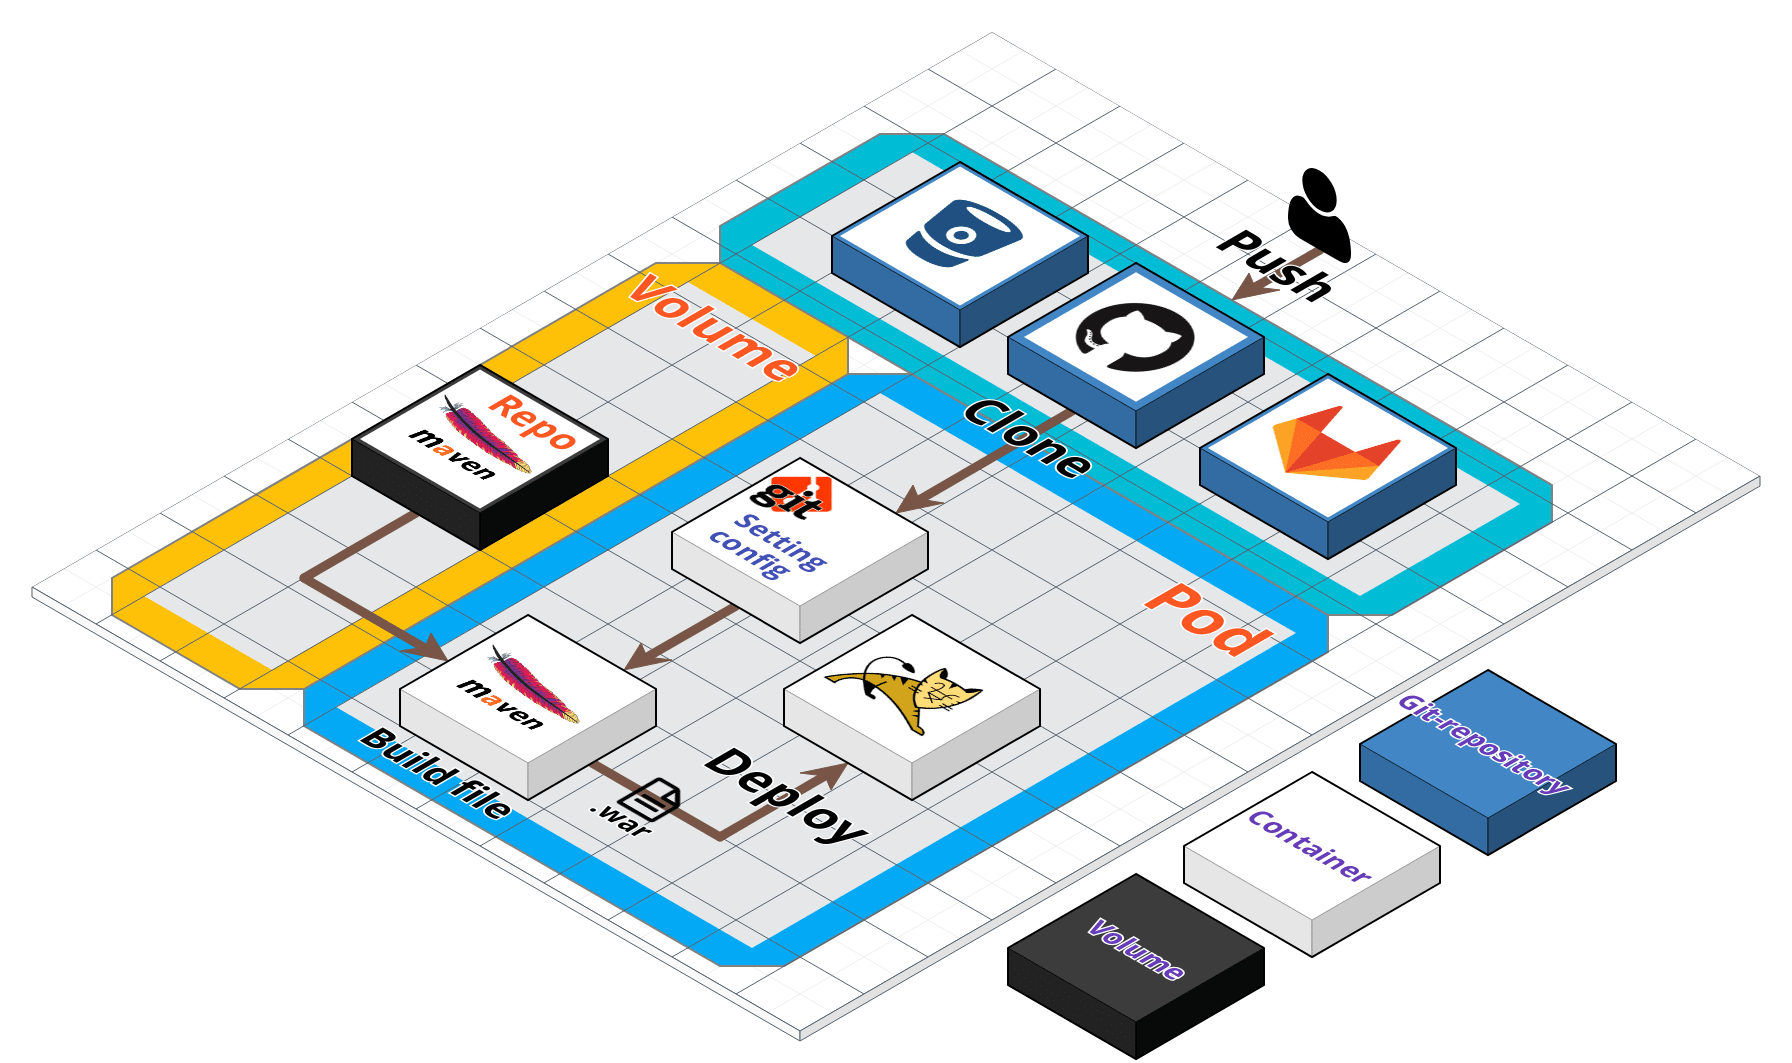 Push
Volume
Clone
Repo
maven
git
Setting
config
Pod
maven
Build file
.war
Deploy
Git-repository
Container
Volume